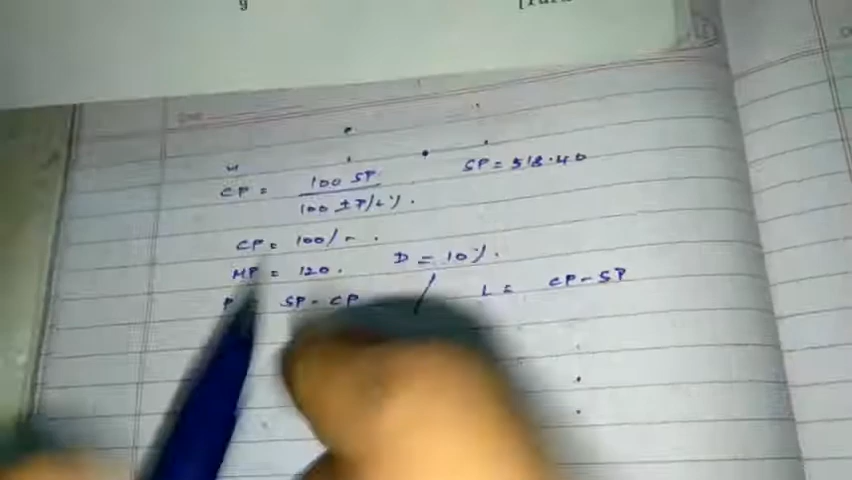 CP = 100 SP / 100 ± P/L %. SP = 518.40
CP = 100/-.
MP = 120. D = 10%.
P = SP - CP / L = CP - SP